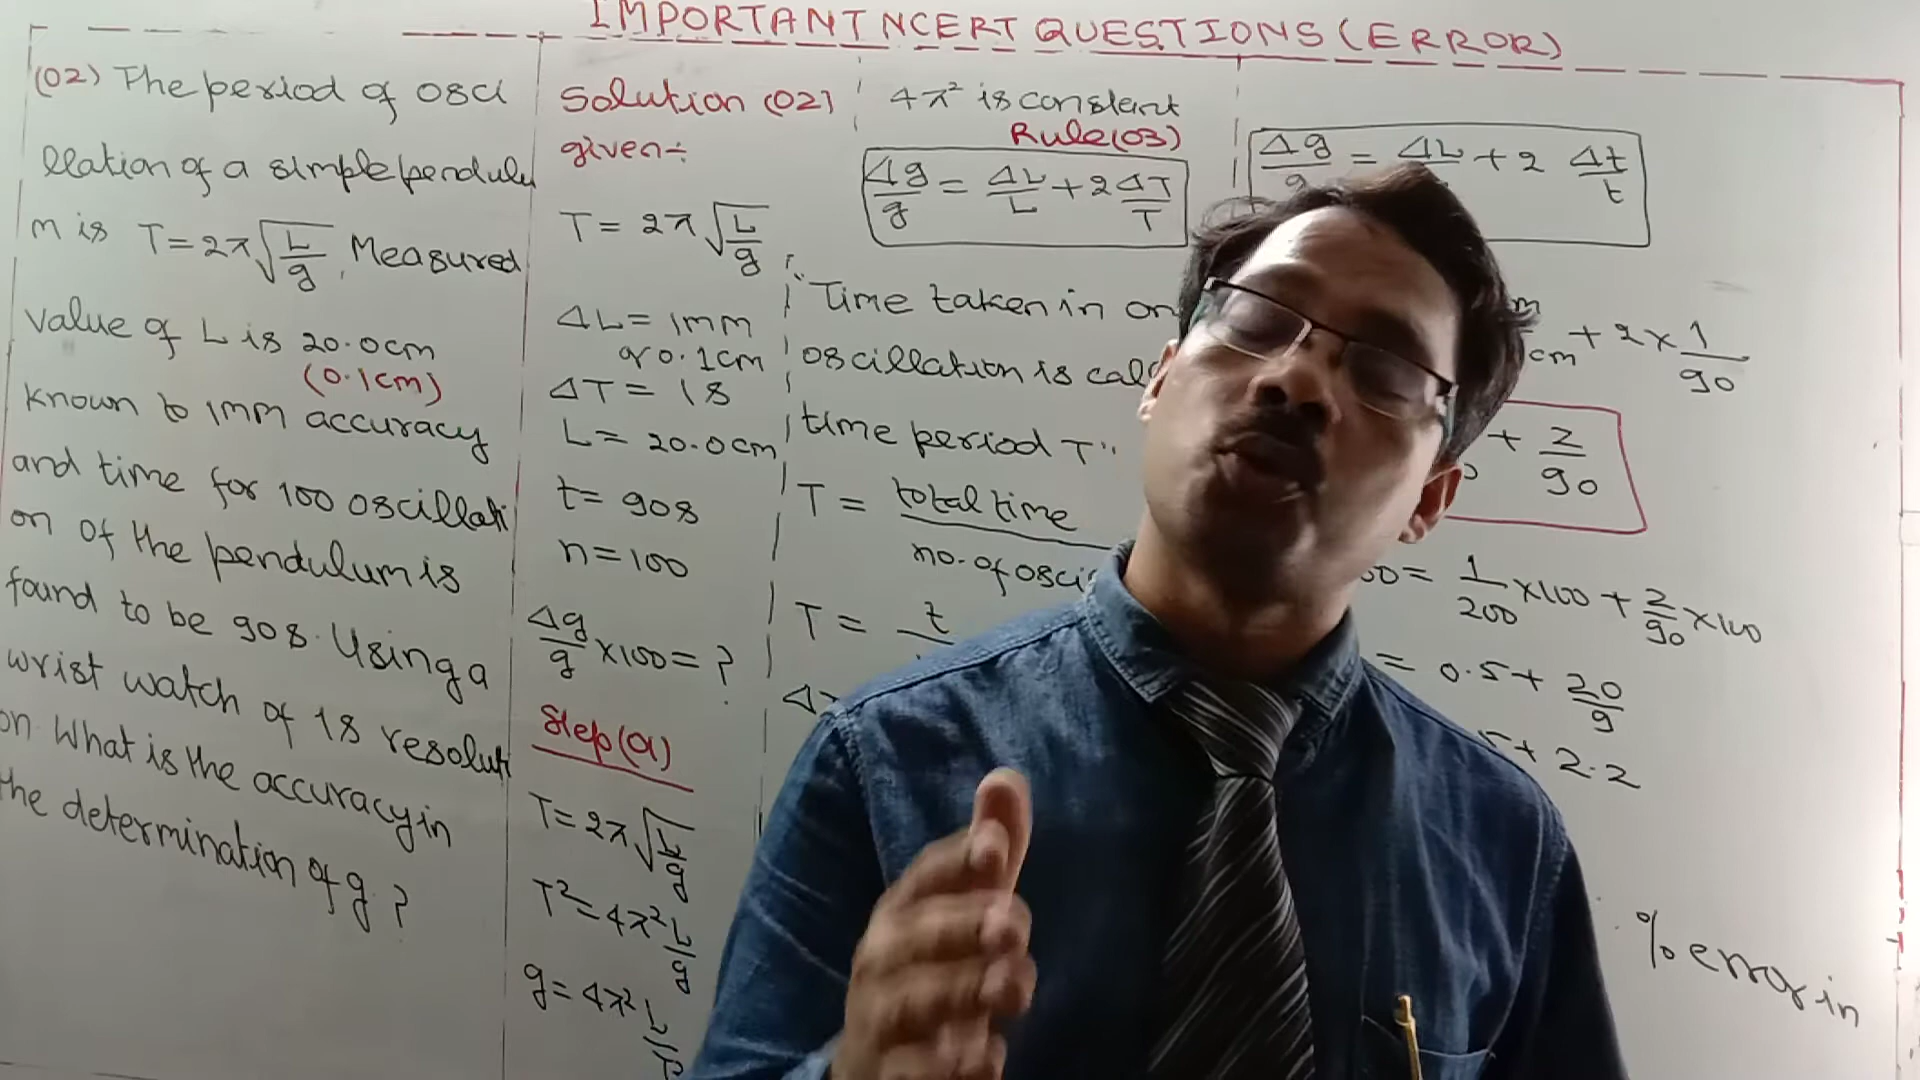 IMPORTANT NCERT QUESTIONS (ERROR)
(02) The period of osci
llation of a simple pendulu
m is T = 2π√L/g. Measured
value of L is 20.0cm
(0.1cm)
known to 1mm accuracy
and time for 100 oscillati
on of the pendulum is
found to be 90s. Using a
wrist watch of 1s resoluti
on. What is the accuracy in
the determination of g ?
Solution (02)
given:-
T = 2π√L/g
ΔL = 1mm
or 0.1cm
ΔT = 1s
L = 20.0cm
t = 90s
n = 100
Δg/g × 100 = ?
Step (a)
T = 2π√L/g
T² = 4π² L/g
g = 4π² L
4π² is constant
Rule (03)
Δg/g = ΔL/L + 2 ΔT/T
Time taken in on
oscillation is cal
time period T
T = total time
no. of osci
T = t
Δg/g = ΔL + 2 Δt/t
cm + 2 × 1/90
+ 2/90
00 = 1/200 × 100 + 2/90 × 100
= 0.5 + 20/9
+ 2.2
% error in